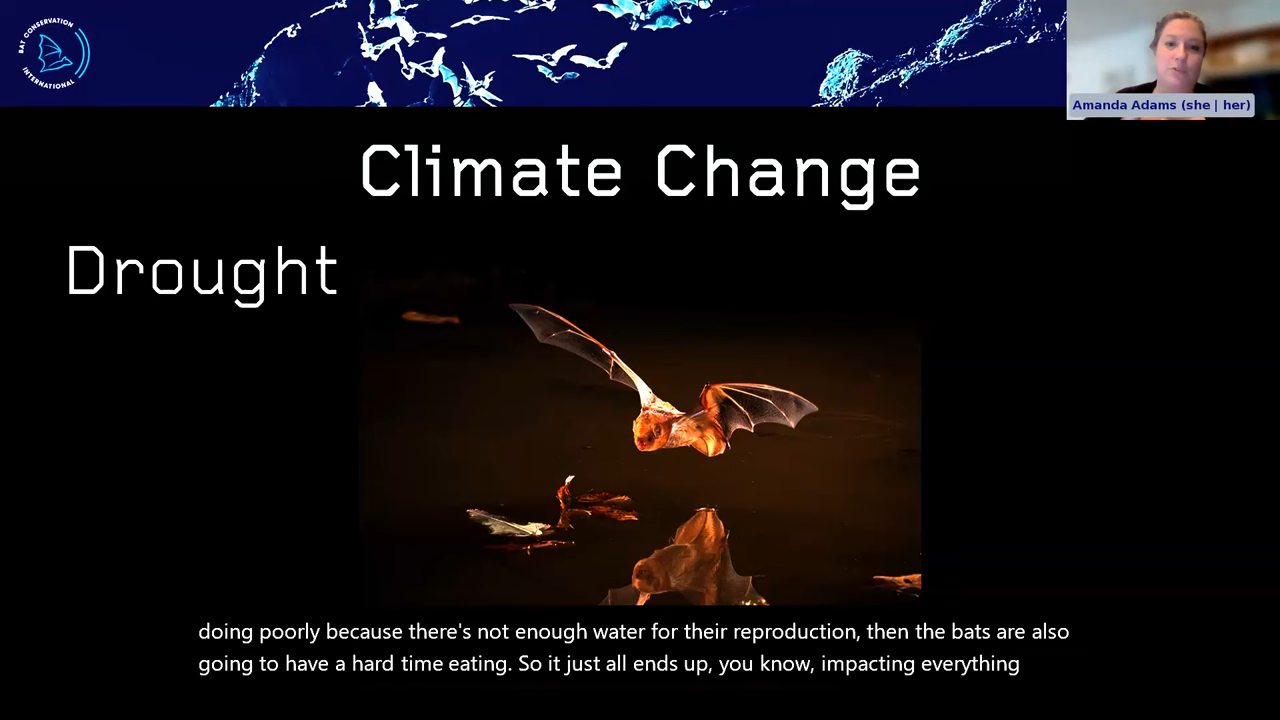 BAT CONSERVATION
INTERNATIONAL
Amanda Adams (she | her)
Climate Change
Drought
doing poorly because there's not enough water for their reproduction, then the bats are also
going to have a hard time eating. So it just all ends up, you know, impacting everything